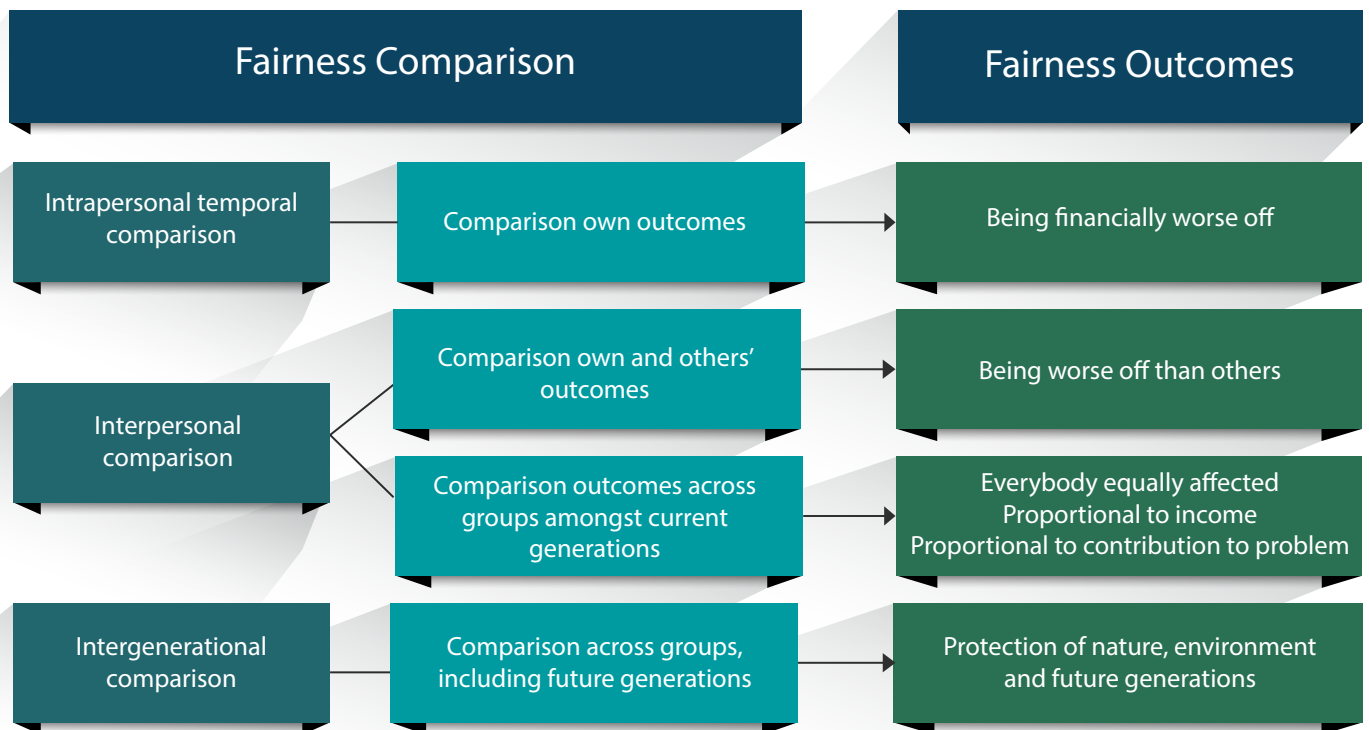 Fairness Comparison
Fairness Outcomes
Intrapersonal temporal
comparison
Comparison own outcomes
Being financially worse off
Interpersonal
comparison
Comparison own and others’
outcomes
Being worse off than others
Comparison outcomes across
groups amongst current
generations
Everybody equally affected
Proportional to income
Proportional to contribution to problem
Intergenerational
comparison
Comparison across groups,
including future generations
Protection of nature, environment
and future generations